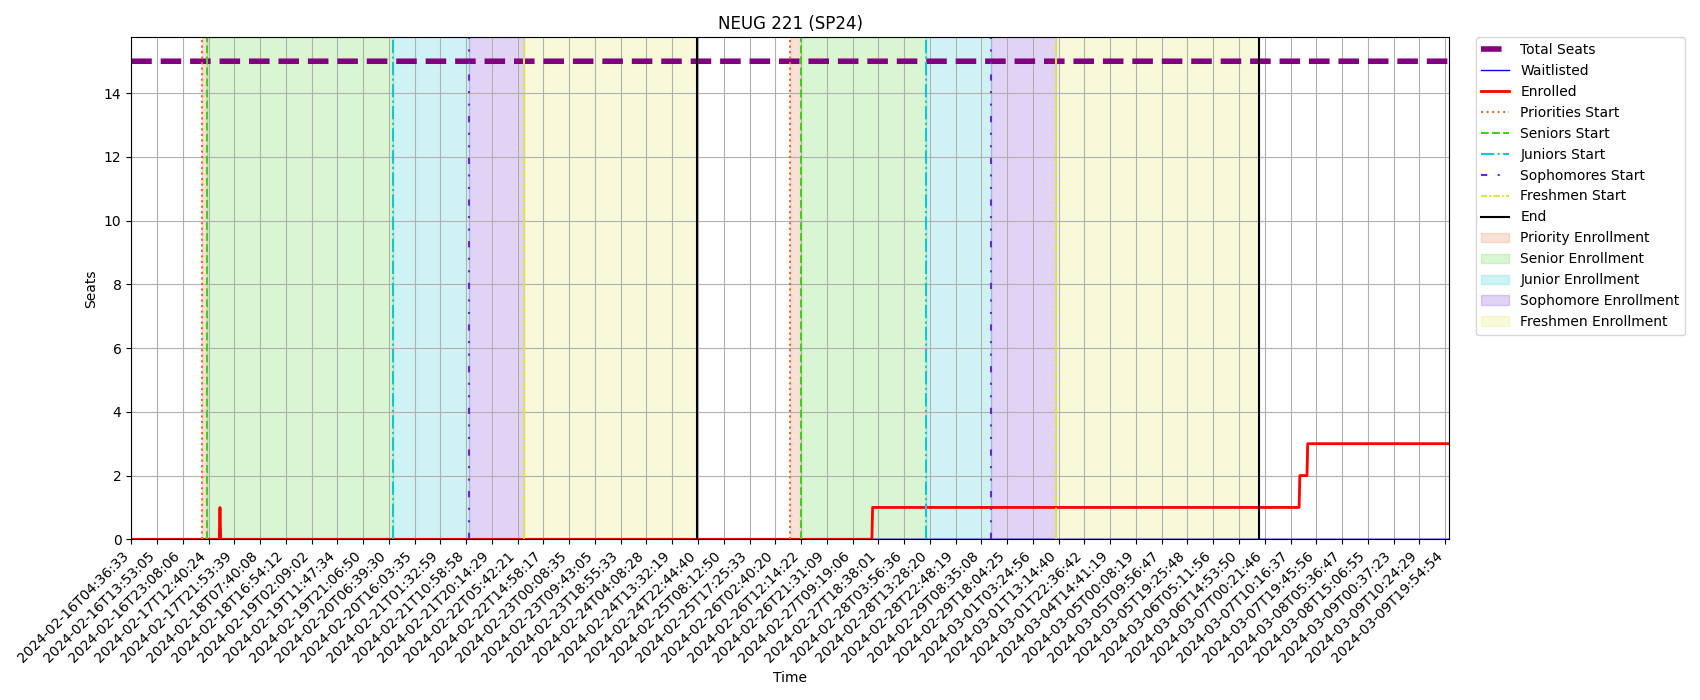 NEUG 221 (SP24)
Total Seats
Waitlisted
Enrolled
Priorities Start
Seniors Start
Juniors Start
Sophomores Start
Freshmen Start
End
Priority Enrollment
Senior Enrollment
Junior Enrollment
Sophomore Enrollment
Freshmen Enrollment
Seats
14
12
10
8
6
4
2
0
2024-02-16T04:36:33
2024-02-16T13:53:05
2024-02-16T23:08:06
2024-02-17T12:40:24
2024-02-17T21:53:39
2024-02-18T07:40:08
2024-02-18T16:54:12
2024-02-19T02:09:02
2024-02-19T11:47:34
2024-02-19T21:06:50
2024-02-20T06:39:30
2024-02-20T16:03:35
2024-02-21T01:32:59
2024-02-21T10:58:58
2024-02-21T20:14:29
2024-02-22T05:42:21
2024-02-22T14:58:17
2024-02-23T00:08:35
2024-02-23T09:43:05
2024-02-23T18:55:33
2024-02-24T04:08:28
2024-02-24T13:32:19
2024-02-24T22:44:40
2024-02-25T08:12:50
2024-02-25T17:25:33
2024-02-26T02:40:20
2024-02-26T12:14:22
2024-02-26T21:31:09
2024-02-27T09:19:06
2024-02-27T18:38:01
2024-02-28T03:56:36
2024-02-28T13:28:20
2024-02-28T22:48:19
2024-02-29T08:35:08
2024-02-29T18:04:25
2024-03-01T03:24:56
2024-03-01T13:14:40
2024-03-01T22:36:42
2024-03-04T14:41:19
2024-03-05T00:08:19
2024-03-05T09:56:47
2024-03-05T19:25:48
2024-03-06T05:11:56
2024-03-06T14:53:50
2024-03-07T00:21:46
2024-03-07T10:16:37
2024-03-07T19:45:56
2024-03-08T05:36:47
2024-03-08T15:06:55
2024-03-09T00:37:23
2024-03-09T10:24:29
2024-03-09T19:54:54
Time